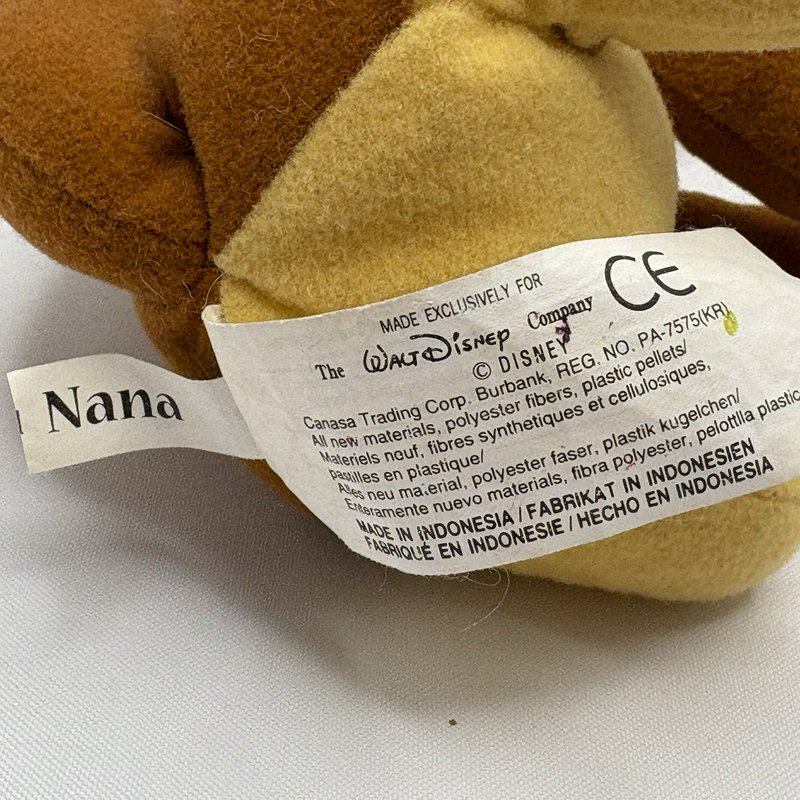 Nana
MADE EXCLUSIVELY FOR
The WALT DISNEY Company CE
© DISNEY
Canasa Trading Corp. Burbank, REG. NO. PA-7575(KR)
All new materials, polyester fibers, plastic pellets/
Materiels neuf, fibres synthetiques et cellulosiques,
pastilles en plastique/
Alles neu material, polyester faser, plastik kugelchen/
Enteramente nuevo materials, fibra polyester, pelottlla plastic
MADE IN INDONESIA / FABRIKAT IN INDONESIEN
FABRIQUÉ EN INDONESIE / HECHO EN INDONESIA